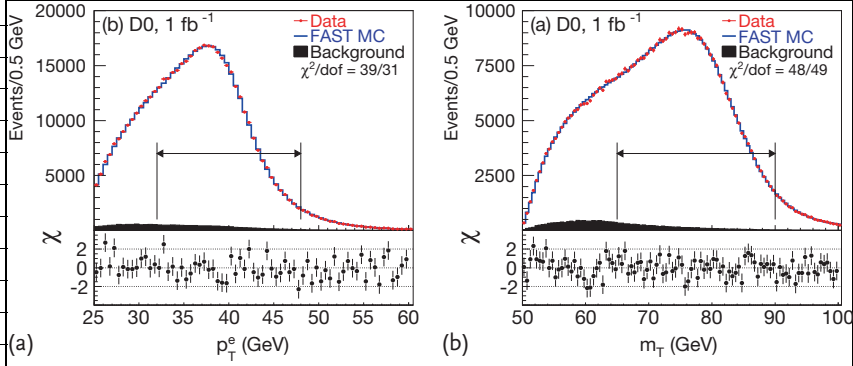 20000
(b) D0, 1 fb⁻¹
Data
FAST MC
Background
χ²/dof = 39/31
15000
10000
5000
Events/0.5 GeV
χ
2
0
-2
25 30 35 40 45 50 55 60
p_T^e (GeV)
(a)
10000
(a) D0, 1 fb⁻¹
Data
FAST MC
Background
χ²/dof = 48/49
7500
5000
2500
Events/0.5 GeV
χ
2
0
-2
50 60 70 80 90 100
m_T (GeV)
(b)